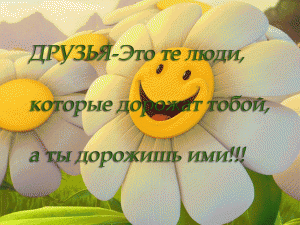 ДРУЗЬЯ-Это те люди,
которые дорожат тобой,
а ты дорожишь ими!!!